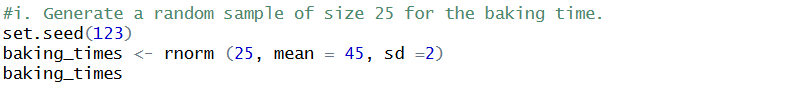 #i. Generate a random sample of size 25 for the baking time.
set.seed(123)
baking_times <- rnorm (25, mean = 45, sd =2)
baking_times